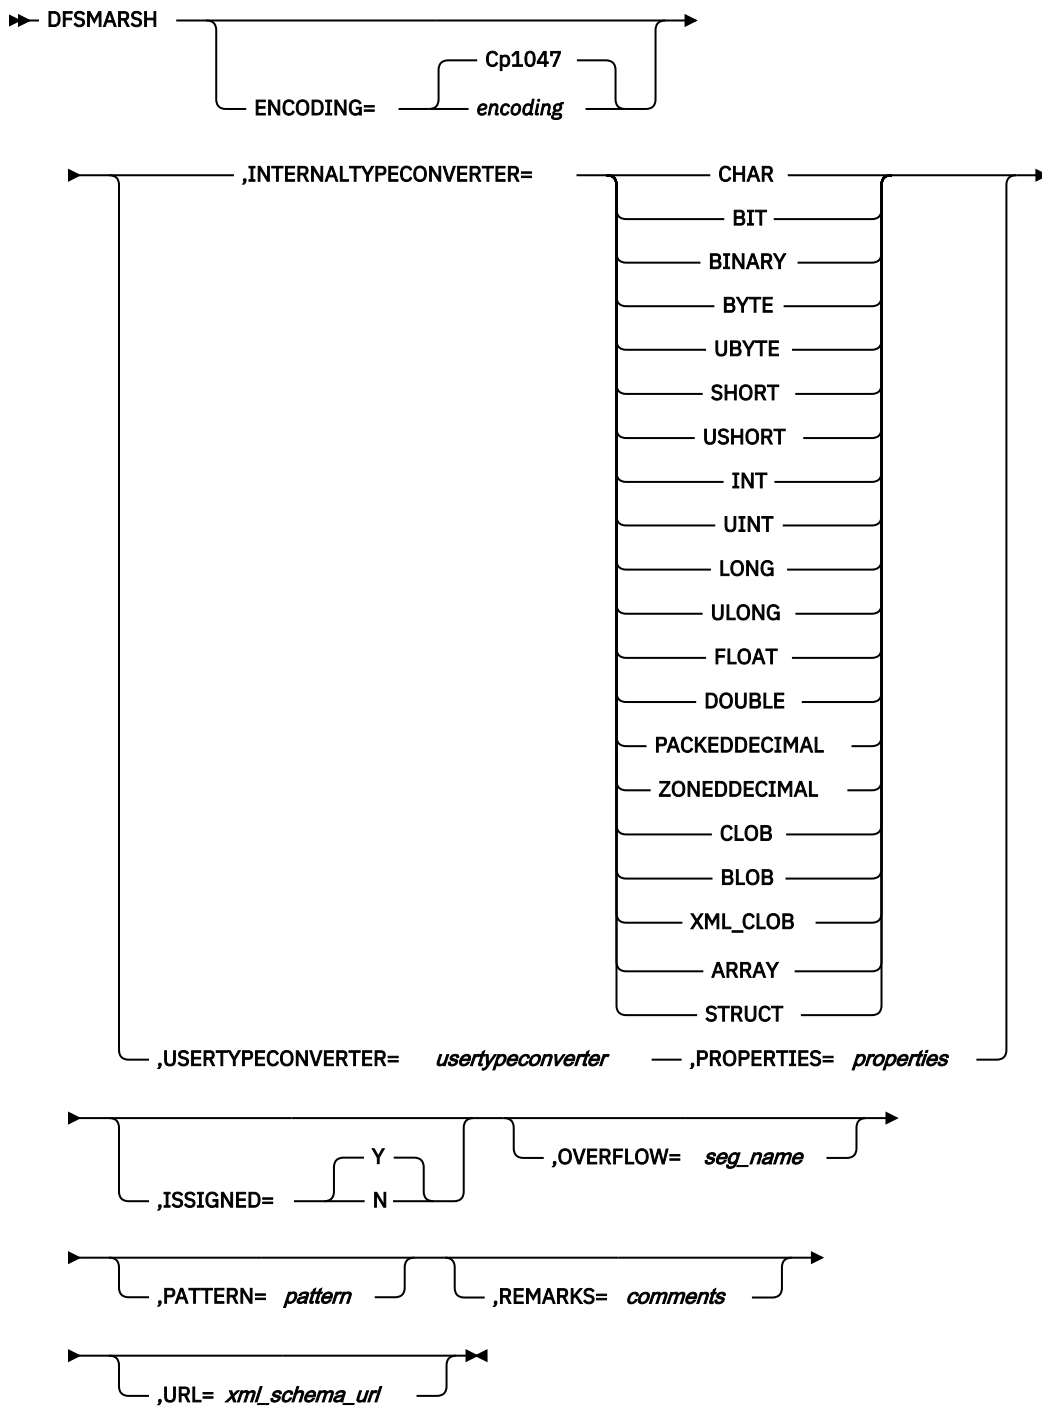 DFSMARSH
Cp1047
ENCODING= encoding
,INTERNALTYPECONVERTER= CHAR
BIT
BINARY
BYTE
UBYTE
SHORT
USHORT
INT
UINT
LONG
ULONG
FLOAT
DOUBLE
PACKEDDECIMAL
ZONEDDECIMAL
CLOB
BLOB
XML_CLOB
ARRAY
STRUCT
,USERTYPECONVERTER= usertypeconverter ,PROPERTIES= properties
Y
,ISSIGNED= N
,OVERFLOW= seg_name
,PATTERN= pattern ,REMARKS= comments
,URL= xml_schema_url